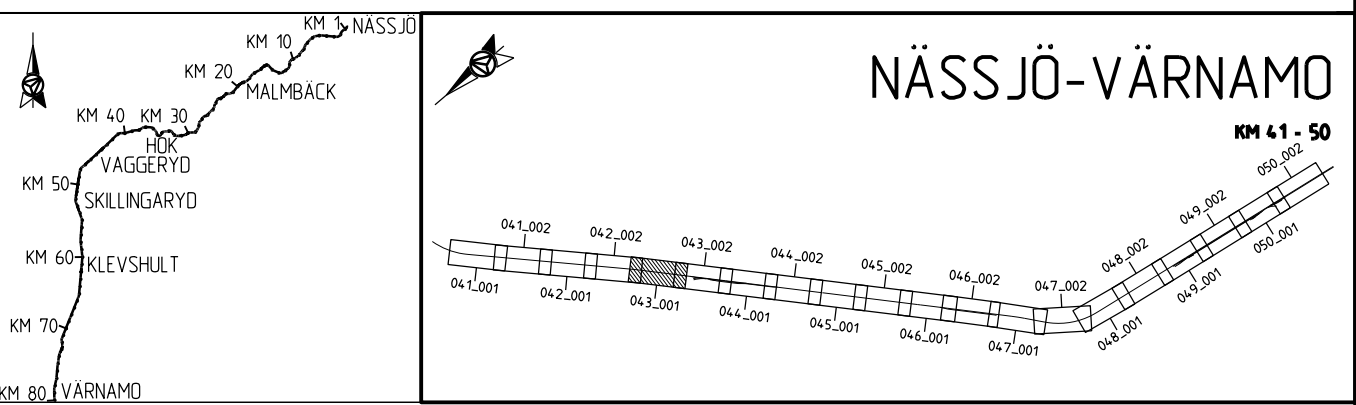 KM 1
NÄSSJÖ
KM 10
KM 20
MALMBÄCK
KM 40
KM 30
HOK
VAGGERYD
KM 50
SKILLINGARYD
KM 60
KLEVSHULT
KM 70
KM 80
VÄRNAMO
NÄSSJÖ-VÄRNAMO
KM 41 - 50
041_002
042_002
043_002
044_002
045_002
046_002
047_002
048_002
049_002
050_002
041_001
042_001
043_001
044_001
045_001
046_001
047_001
048_001
049_001
050_001